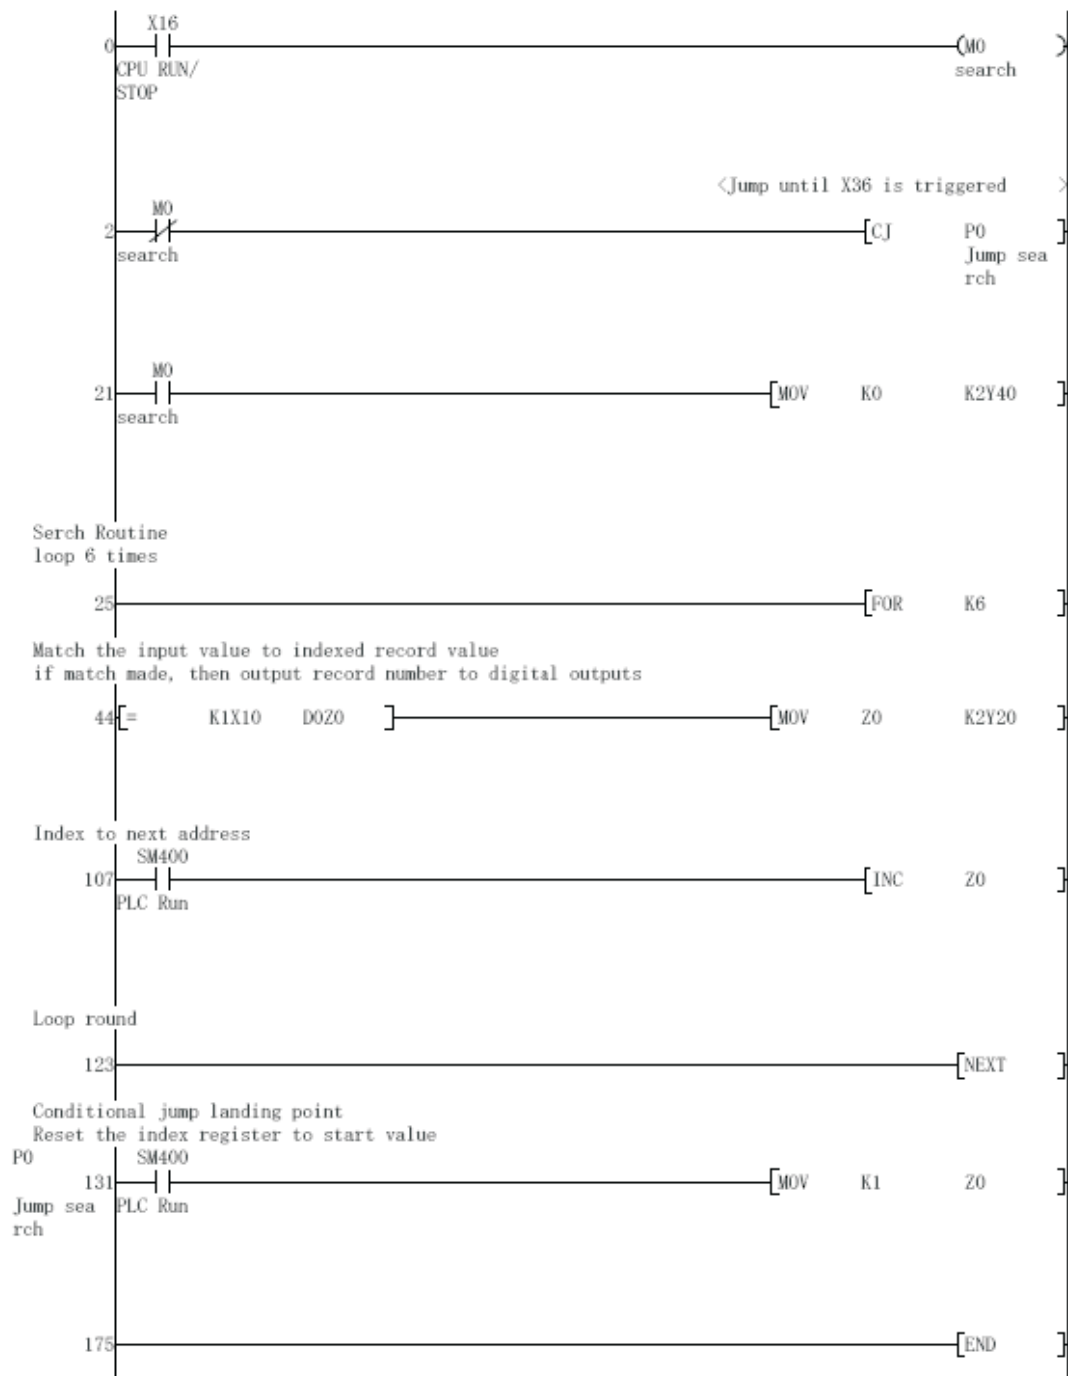 X16
0 (M0 )
CPU RUN/ search
STOP
<Jump until X36 is triggered >
M0
2 [CJ P0 ]
search Jump sea
rch
M0
21 [MOV K0 K2Y40 ]
search
Serch Routine
loop 6 times
25 [FOR K6 ]
Match the input value to indexed record value
if match made, then output record number to digital outputs
44 [= K1X10 D0Z0 ] [MOV Z0 K2Y20 ]
Index to next address
SM400
107 [INC Z0 ]
PLC Run
Loop round
123 [NEXT ]
Conditional jump landing point
Reset the index register to start value
P0 SM400
131 [MOV K1 Z0 ]
Jump sea PLC Run
rch
175 [END ]